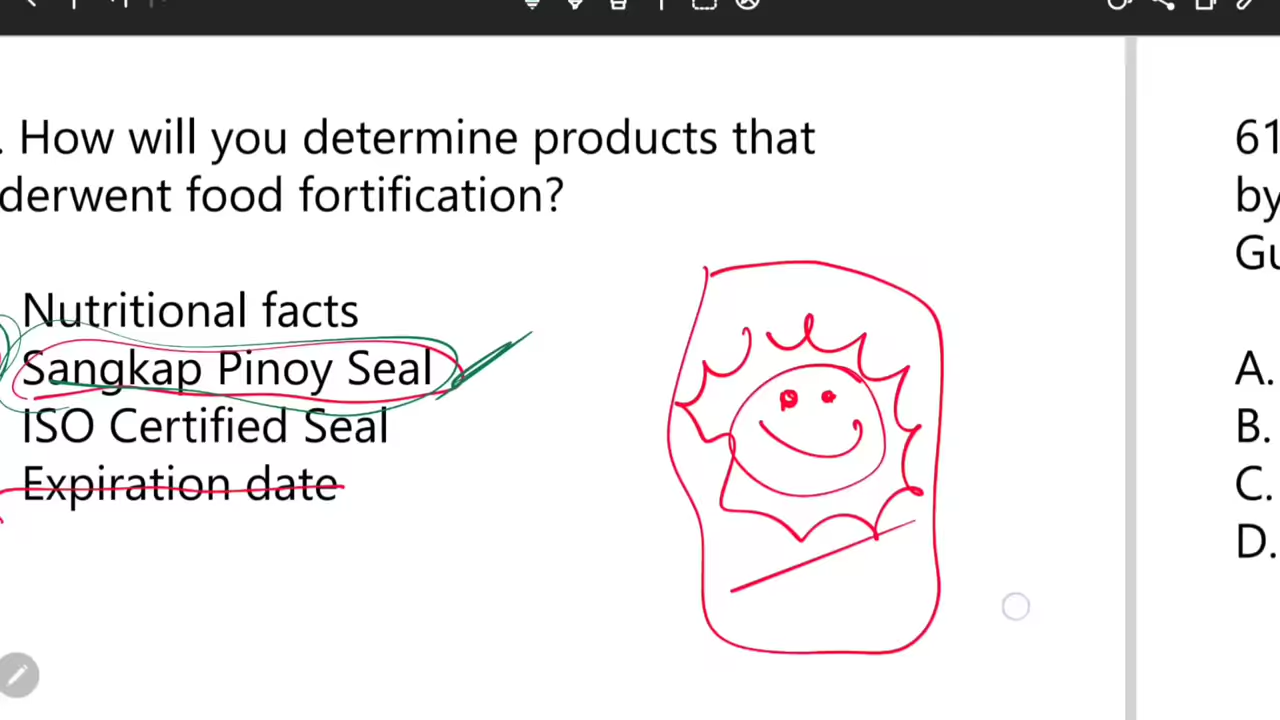 . How will you determine products that
derwent food fortification?
Nutritional facts
Sangkap Pinoy Seal
ISO Certified Seal
Expiration date
61
by
Gu
A.
B.
C.
D.